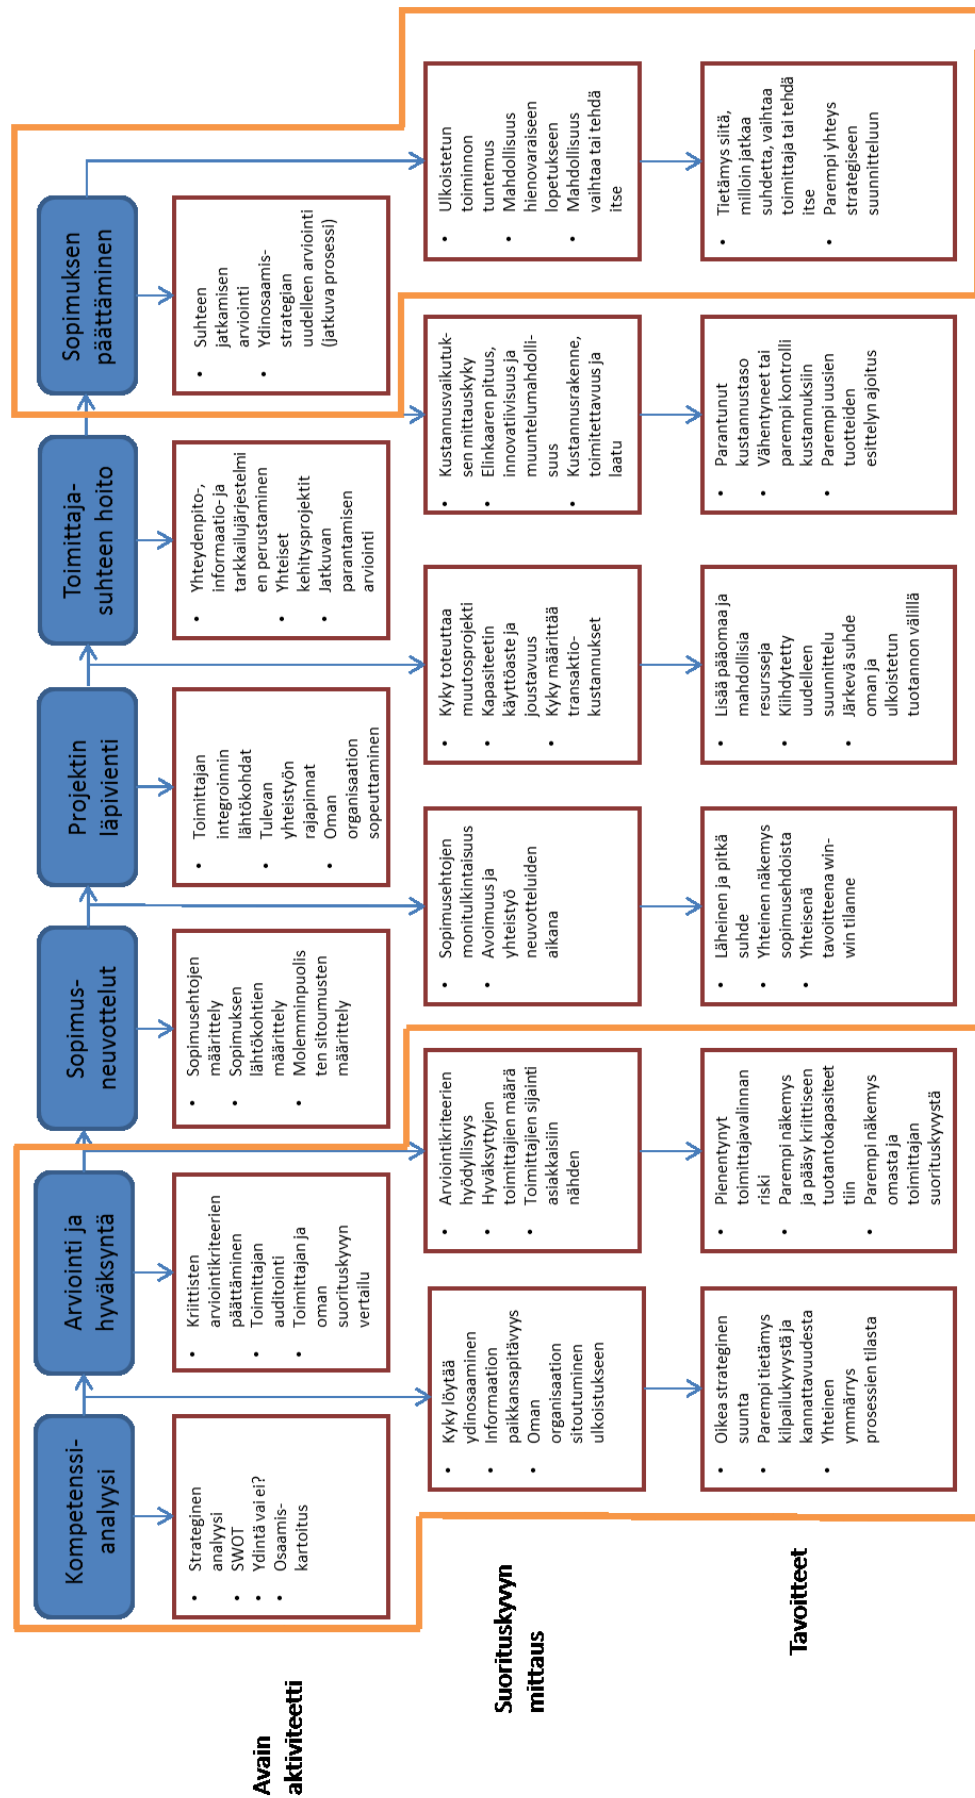 Kompetenssi-
analyysi
Arviointi ja
hyväksyntä
Sopimus-
neuvottelut
Projektin
läpivienti
Toimittaja-
suhteen hoito
Sopimuksen
päättäminen
Avain
aktiviteetti
• Strateginen
analyysi
• SWOT
• Ydintä vai ei?
• Osaamis-
kartoitus
• Kriittisten
arviointikriteerien
päättäminen
• Toimittajan
auditointi
• Toimittajan ja
oman
suorituskyvyn
vertailu
• Sopimusehtojen
määrittely
• Sopimuksen
lähtökohtien
määrittely
• Molemminpuolis
ten sitoumusten
määrittely
• Toimittajan
integroinnin
lähtökohdat
• Tulevan
yhteistyön
rajapinnat
• Oman
organisaation
sopeuttaminen
• Yhteydenpito-,
informaatio- ja
tarkkailujärjestelmi
en perustaminen
• Yhteiset
kehitysprojektit
• Jatkuvan
parantamisen
arviointi
• Suhteen
jatkamisen
arviointi
• Ydinosaamis-
strategian
uudelleen arviointi
(jatkuva prosessi)
Suorituskyvyn
mittaus
• Kyky löytää
ydinosaaminen
• Informaation
paikkansapitävyys
• Oman
organisaation
sitoutuminen
ulkoistukseen
• Arviointikriteerien
hyödyllisyys
• Hyväksyttyjen
toimittajien määrä
• Toimittajien sijainti
asiakkaisiin
nähden
• Sopimusehtojen
monitulkintaisuus
• Avoimuus ja
yhteistyö
neuvotteluiden
aikana
• Kyky toteuttaa
muutosprojekti
• Kapasiteetin
käyttöaste ja
joustavuus
• Kyky määrittää
transaktio-
kustannukset
• Kustannusvaikutuk-
sen mittauskyky
• Elinkaaren pituus,
innovatiivisuus ja
muuntelumahdolli-
suus
• Kustannusrakenne,
toimitettavuus ja
laatu
• Ulkoistetun
toiminnon
tuntemus
• Mahdollisuus
hienovaraiseen
lopetukseen
• Mahdollisuus
vaihtaa tai tehdä
itse
Tavoitteet
• Oikea strateginen
suunta
• Parempi tietämys
kilpailukyvystä ja
kannattavuudesta
• Yhteinen
ymmärrys
prosessien tilasta
• Pienentynyt
toimittajavalinnan
riski
• Parempi näkemys
ja pääsy kriittiseen
tuotantokapasiteet
tiin
• Parempi näkemys
omasta ja
toimittajan
suorituskyvystä
• Läheinen ja pitkä
suhde
• Yhteinen näkemys
sopimusehdoista
• Yhteisenä
tavoitteena win-
win tilanne
• Lisää pääomaa ja
mahdollisia
resursseja
• Kiihdytetty
uudelleen
suunnittelu
• Järkevä suhde
oman ja
ulkoistetun
tuotannon välillä
• Parantunut
kustannustaso
• Vähentyneet tai
parempi kontrolli
kustannuksiin
• Parempi uusien
tuotteiden
esittelyn ajoitus
• Tietämys siitä,
milloin jatkaa
suhdetta, vaihtaa
toimittaja tai tehdä
itse
• Parempi yhteys
strategiseen
suunnitteluun